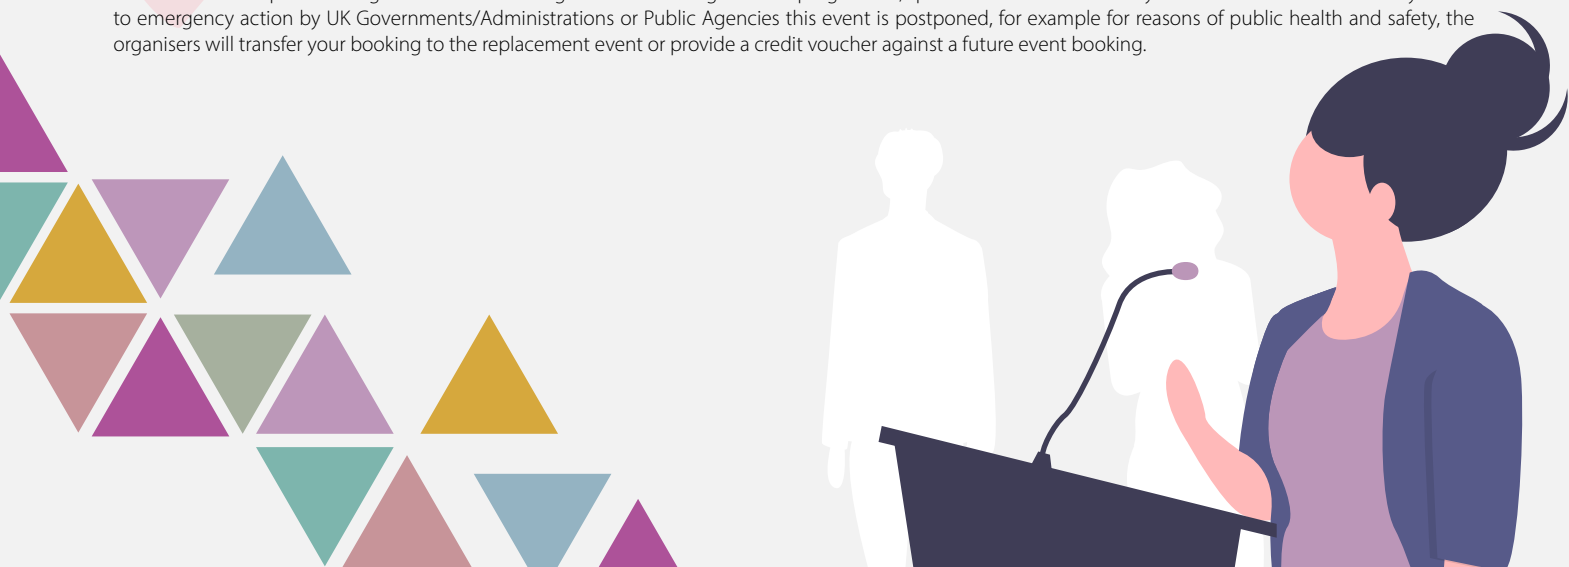 to emergency action by UK Governments/Administrations or Public Agencies this event is postponed, for example for reasons of public health and safety, the
organisers will transfer your booking to the replacement event or provide a credit voucher against a future event booking.